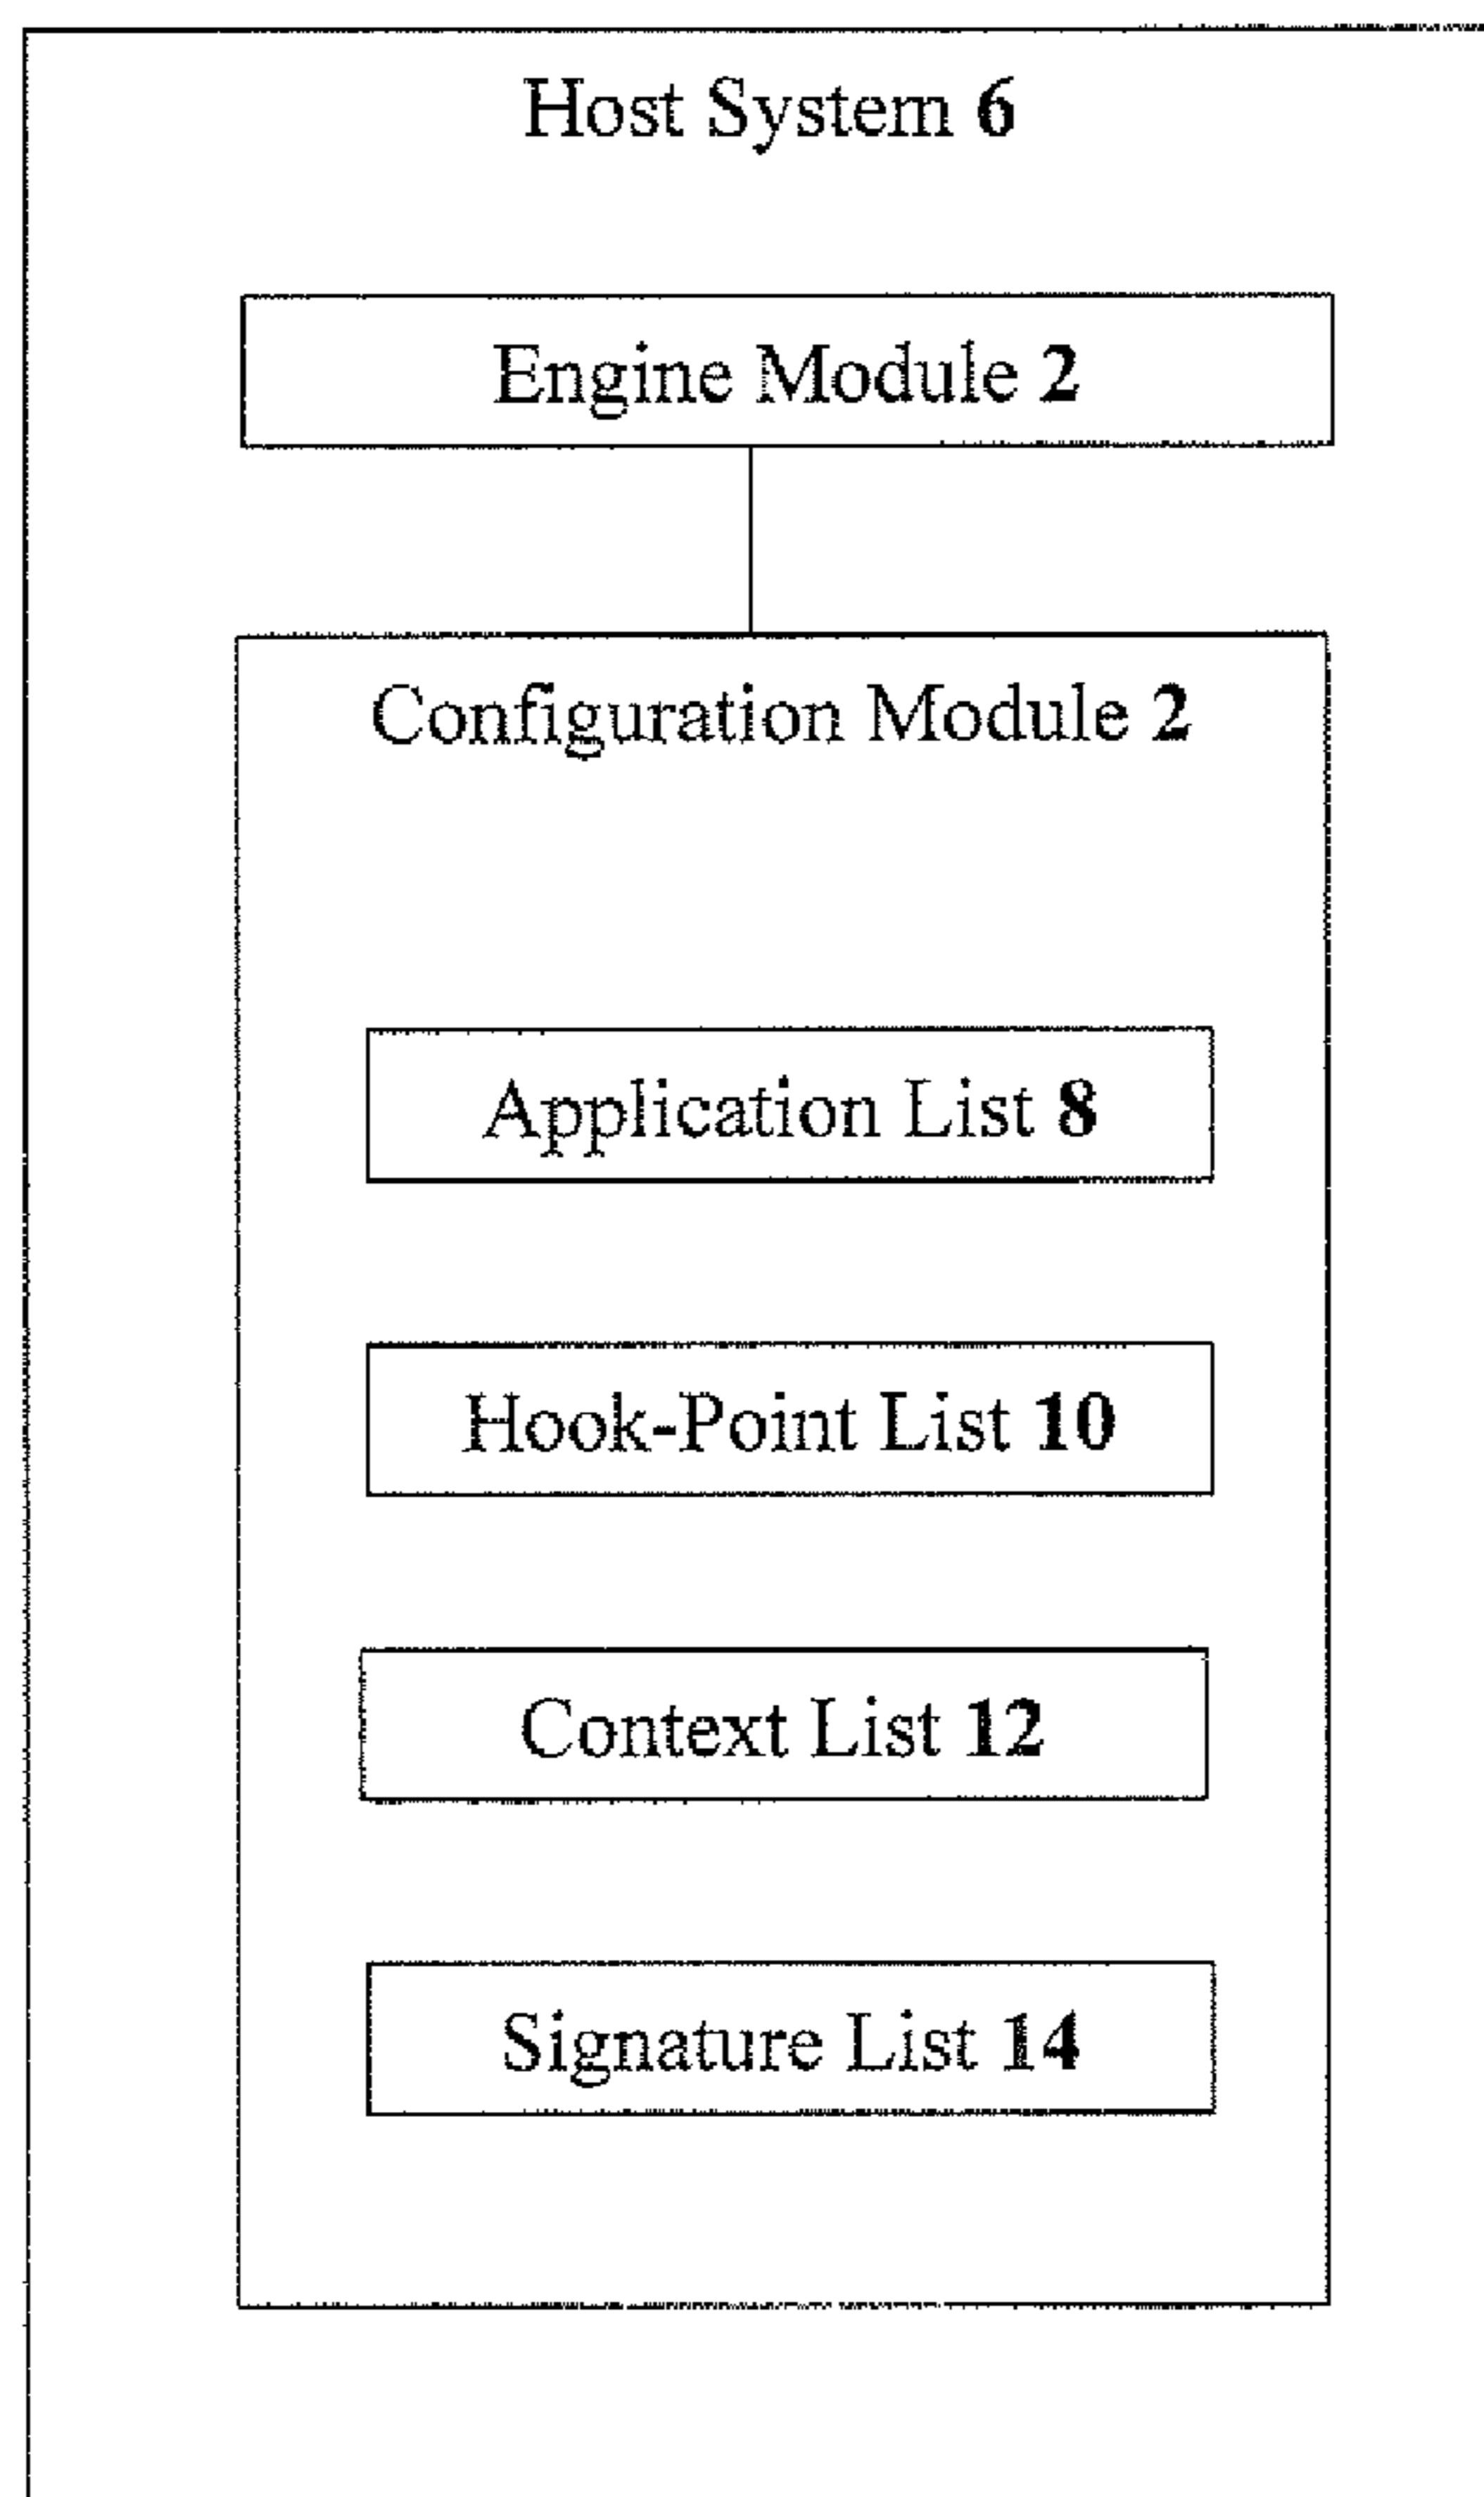 Host System 6
Engine Module 2
Configuration Module 2
Application List 8
Hook-Point List 10
Context List 12
Signature List 14